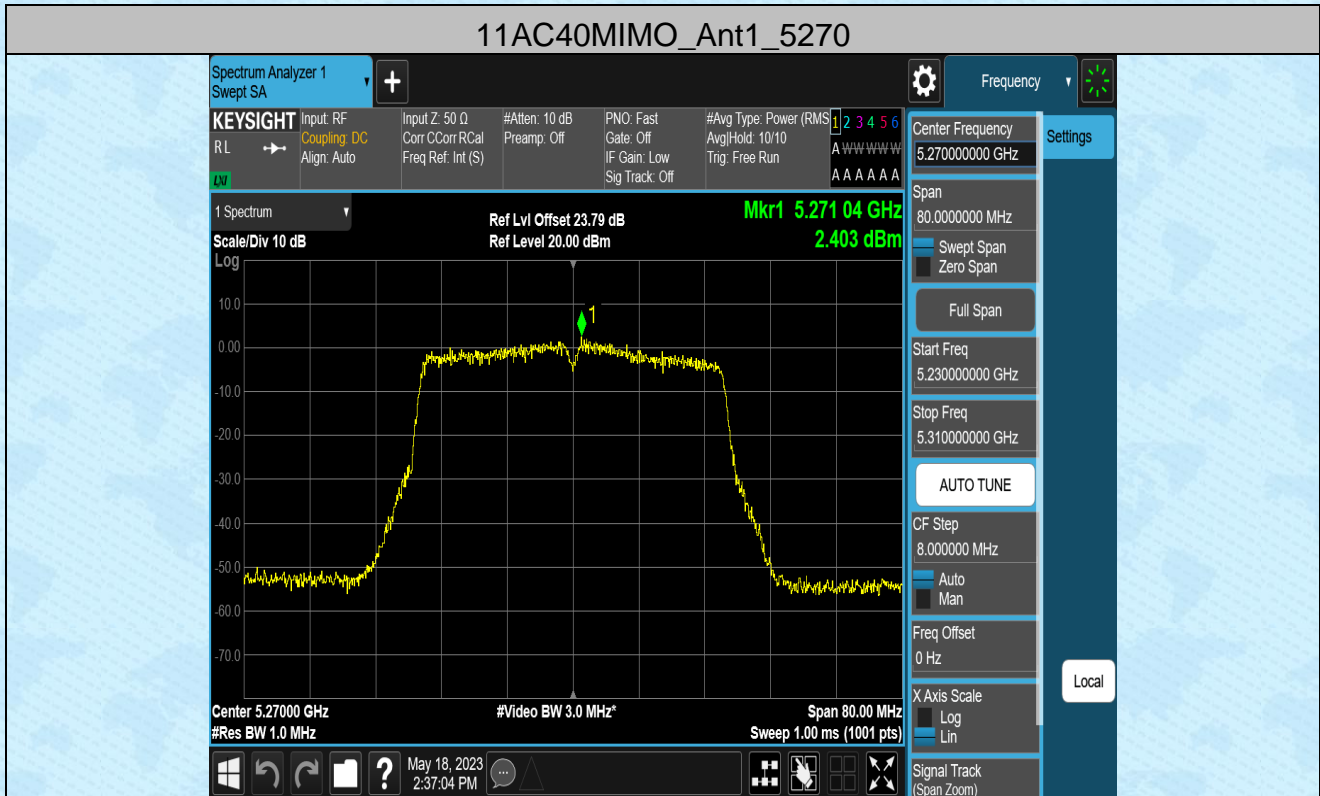 11AC40MIMO_Ant1_5270
Spectrum Analyzer 1
Swept SA
+
Frequency
KEYSIGHT
RL
LXI
Input: RF
Coupling: DC
Align: Auto
Input Z: 50 Ω
Corr CCorr RCal
Freq Ref: Int (S)
#Atten: 10 dB
Preamp: Off
PNO: Fast
Gate: Off
IF Gain: Low
Sig Track: Off
#Avg Type: Power (RMS
Avg|Hold: 10/10
Trig: Free Run
1 2 3 4 5 6
A W W W W W
A A A A A A
1 Spectrum
Scale/Div 10 dB
Log
Ref Lvl Offset 23.79 dB
Ref Level 20.00 dBm
Mkr1 5.271 04 GHz
2.403 dBm
1
10.0
0.00
-10.0
-20.0
-30.0
-40.0
-50.0
-60.0
-70.0
Center 5.27000 GHz
#Res BW 1.0 MHz
#Video BW 3.0 MHz*
Span 80.00 MHz
Sweep 1.00 ms (1001 pts)
?
May 18, 2023
2:37:04 PM
Center Frequency
5.270000000 GHz
Span
80.0000000 MHz
Swept Span
Zero Span
Full Span
Start Freq
5.230000000 GHz
Stop Freq
5.310000000 GHz
AUTO TUNE
CF Step
8.000000 MHz
Auto
Man
Freq Offset
0 Hz
X Axis Scale
Log
Lin
Signal Track
(Span Zoom)
Settings
Local